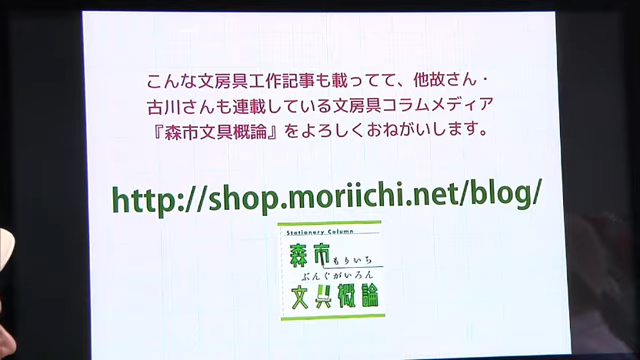 こんな文房具工作記事も載ってて、他故さん・
古川さんも連載している文房具コラムメディア
『森市文具概論』をよろしくおねがいします。
http://shop.moriichi.net/blog/
Stationery Column
森市もりいち
ぶんぐがいろん
文具概論